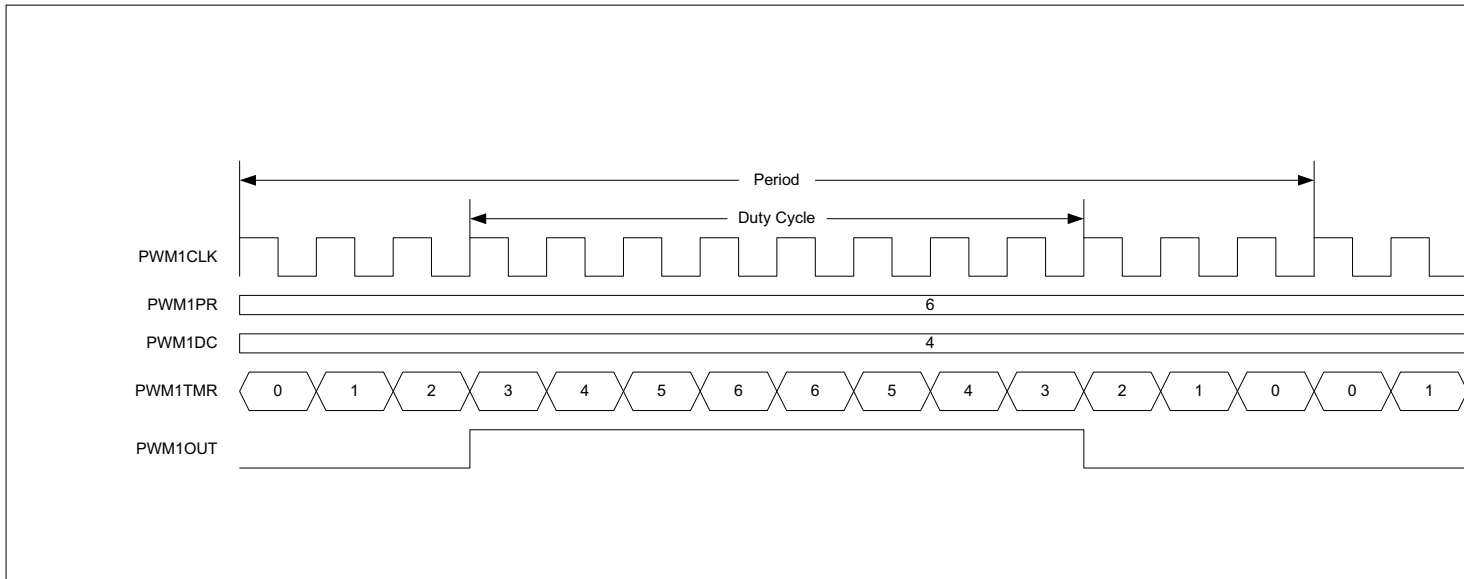 Period
Duty Cycle
PWM1CLK
PWM1PR 6
PWM1DC 4
PWM1TMR 0 1 2 3 4 5 6 6 5 4 3 2 1 0 0 1
PWM1OUT